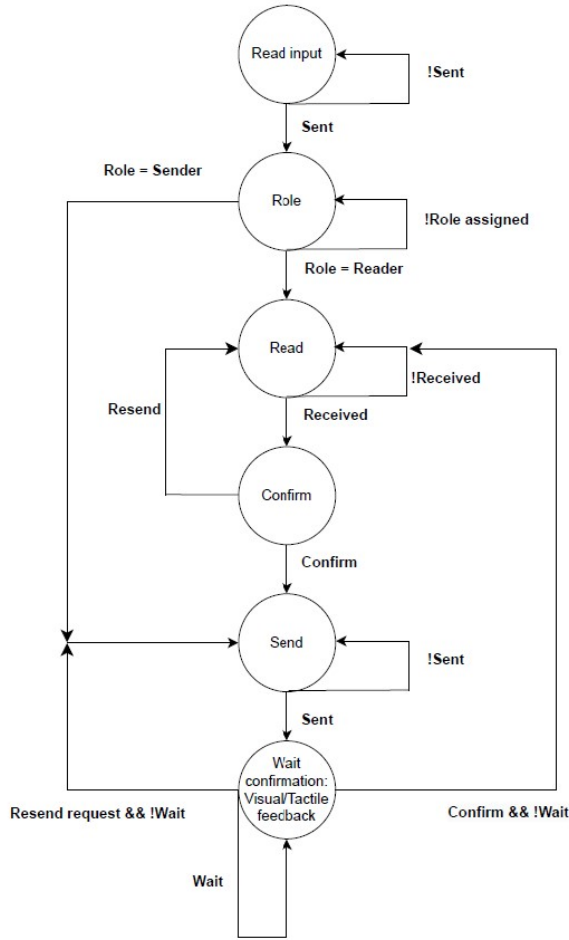 Read input
!Sent
Sent
Role = Sender
Role
!Role assigned
Role = Reader
Read
!Received
Resend
Received
Confirm
Confirm
Send
!Sent
Sent
Wait
confirmation:
Visual/Tactile
feedback
Resend request && !Wait
Confirm && !Wait
Wait